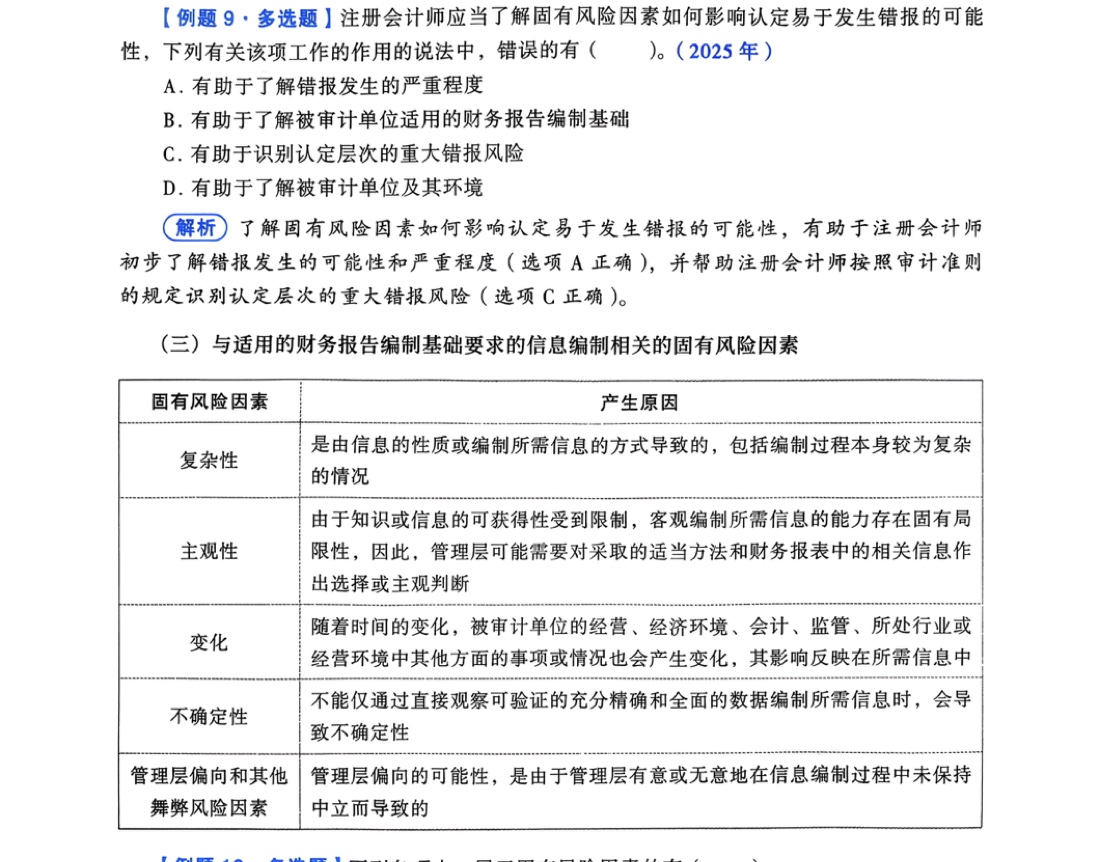 【例题9·多选题】注册会计师应当了解固有风险因素如何影响认定易于发生错报的可能
性，下列有关该项工作的作用的说法中，错误的有（　　）。（2025年）
A. 有助于了解错报发生的严重程度
B. 有助于了解被审计单位适用的财务报告编制基础
C. 有助于识别认定层次的重大错报风险
D. 有助于了解被审计单位及其环境
解析 了解固有风险因素如何影响认定易于发生错报的可能性，有助于注册会计师
初步了解错报发生的可能性和严重程度（选项 A 正确），并帮助注册会计师按照审计准则
的规定识别认定层次的重大错报风险（选项 C 正确）。
（三）与适用的财务报告编制基础要求的信息编制相关的固有风险因素
固有风险因素 产生原因
复杂性 是由信息的性质或编制所需信息的方式导致的，包括编制过程本身较为复杂
的情况
主观性 由于知识或信息的可获得性受到限制，客观编制所需信息的能力存在固有局
限性，因此，管理层可能需要对采取的适当方法和财务报表中的相关信息作
出选择或主观判断
变化 随着时间的变化，被审计单位的经营、经济环境、会计、监管、所处行业或
经营环境中其他方面的事项或情况也会产生变化，其影响反映在所需信息中
不确定性 不能仅通过直接观察可验证的充分精确和全面的数据编制所需信息时，会导
致不确定性
管理层偏向和其他
舞弊风险因素 管理层偏向的可能性，是由于管理层有意或无意地在信息编制过程中未保持
中立而导致的